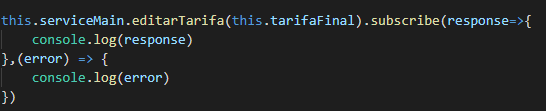 this.serviceMain.editarTarifa(this.tarifaFinal).subscribe(response=>{
    console.log(response)
},(error) => {
    console.log(error)
})